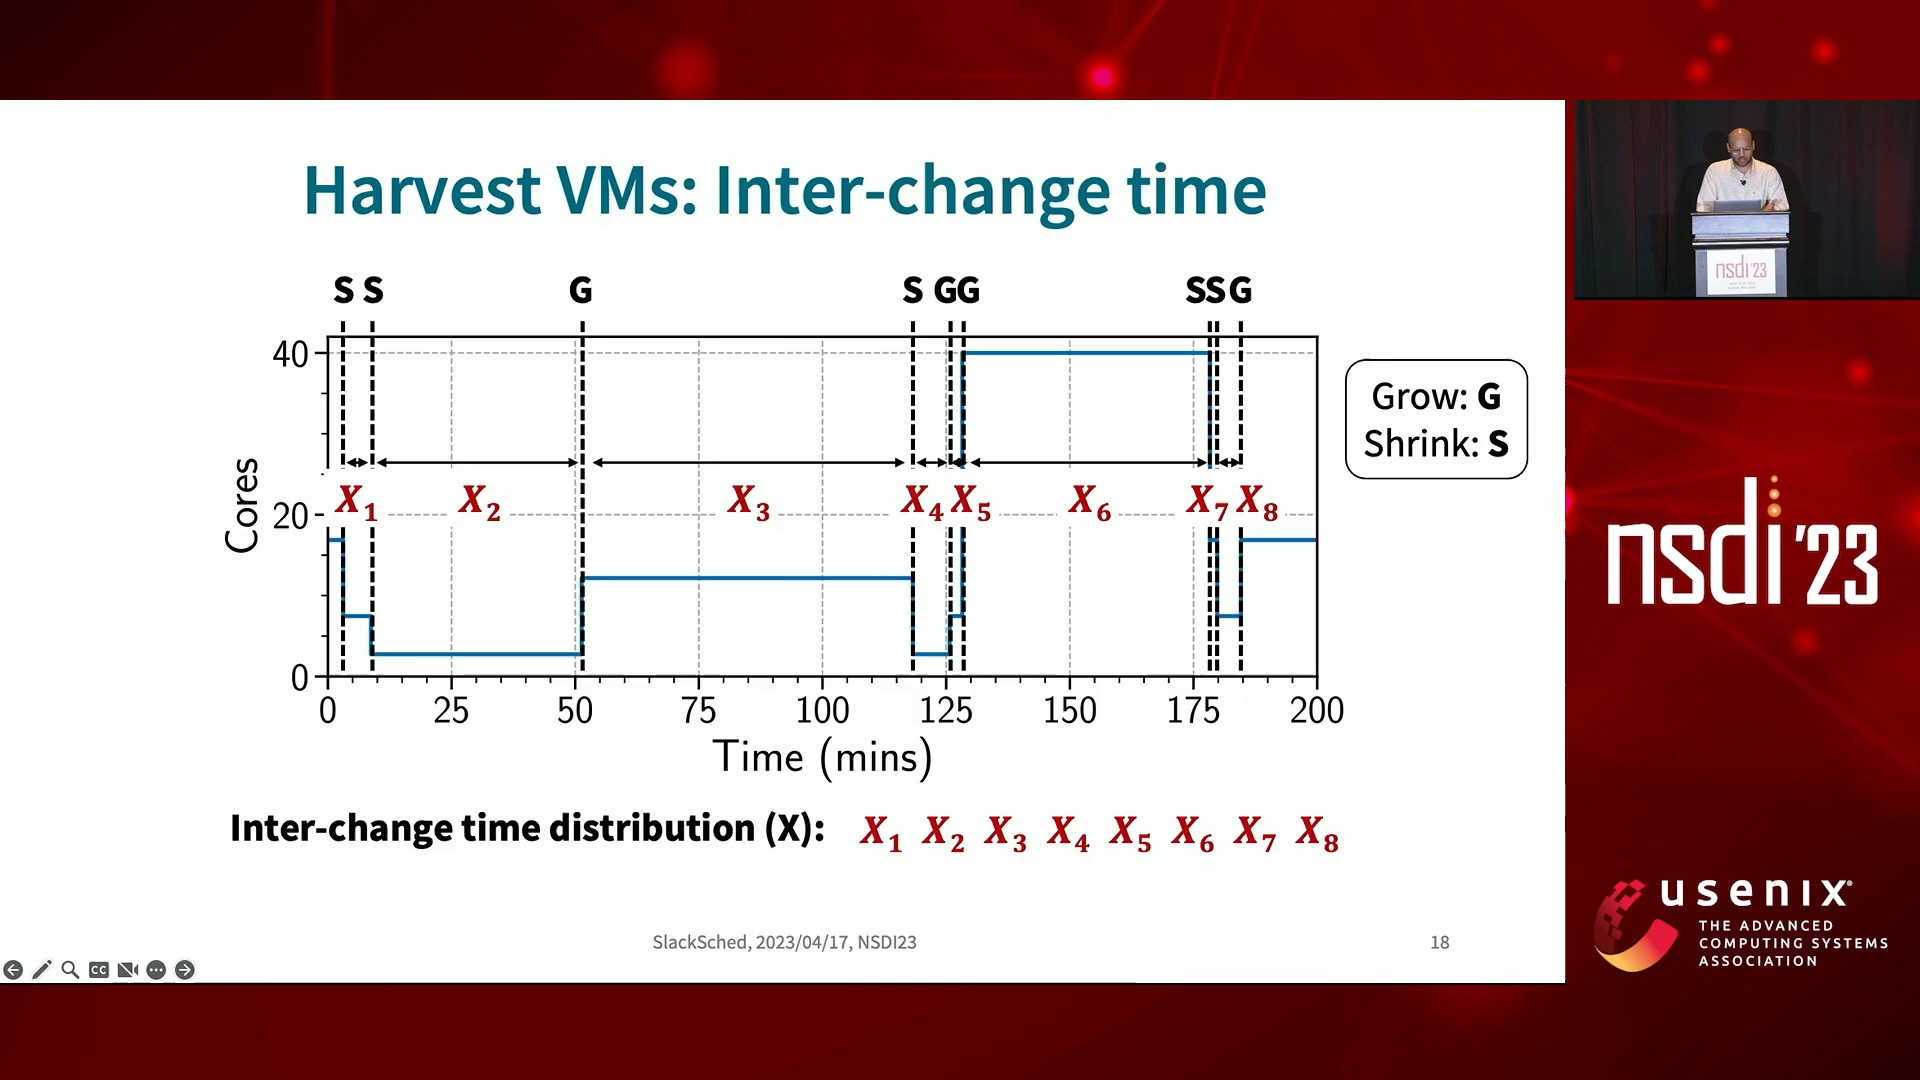 Harvest VMs: Inter-change time
S S G S G G S S G
40
20
0
Cores
X1 X2 X3 X4 X5 X6 X7 X8
Grow: G
Shrink: S
0 25 50 75 100 125 150 175 200
Time (mins)
Inter-change time distribution (X): X1 X2 X3 X4 X5 X6 X7 X8
SlackSched, 2023/04/17, NSDI23
18
CC
nsdi'23
nsdi'23
usenix®
THE ADVANCED
COMPUTING SYSTEMS
ASSOCIATION